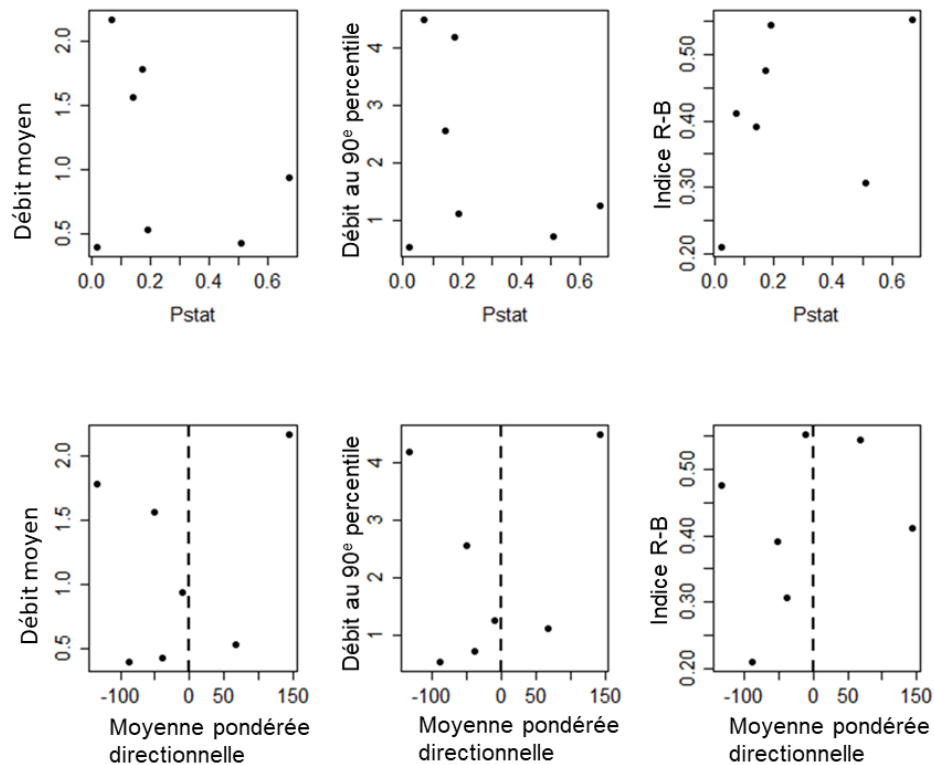 Débit moyen
0.5 1.0 1.5 2.0
0.0 0.2 0.4 0.6
Pstat
Débit au 90e percentile
1 2 3 4
0.0 0.2 0.4 0.6
Pstat
Indice R-B
0.20 0.30 0.40 0.50
0.0 0.2 0.4 0.6
Pstat
Débit moyen
0.5 1.0 1.5 2.0
-100 0 50 150
Moyenne pondérée
directionnelle
Débit au 90e percentile
1 2 3 4
-100 0 50 150
Moyenne pondérée
directionnelle
Indice R-B
0.20 0.30 0.40 0.50
-100 0 50 150
Moyenne pondérée
directionnelle